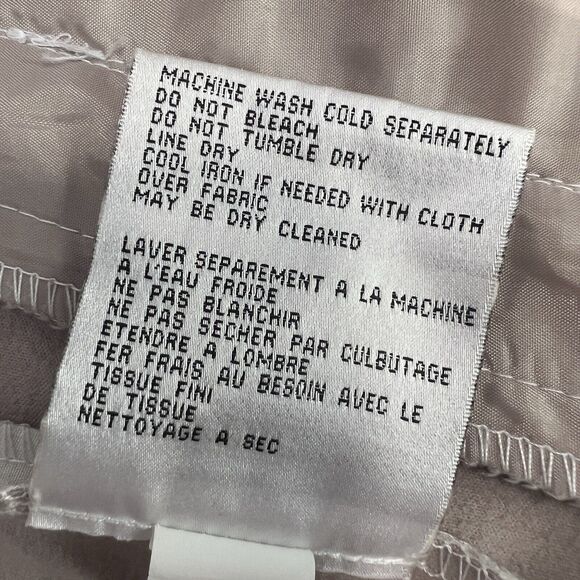 MACHINE WASH COLD SEPARATELY
DO NOT BLEACH
DO NOT TUMBLE DRY
LINE DRY
COOL IRON IF NEEDED WITH CLOTH
OVER FABRIC
MAY BE DRY CLEANED
LAVER SEPAREMENT A LA MACHINE
A L'EAU FROIDE
NE PAS BLANCHIR
NE PAS SECHER PAR CULBUTAGE
ETENDRE A LOMBRE
FER FRAIS AU BESOIN AVEC LE
TISSUE FINI
DE TISSUE
NETTOYAGE A SEC